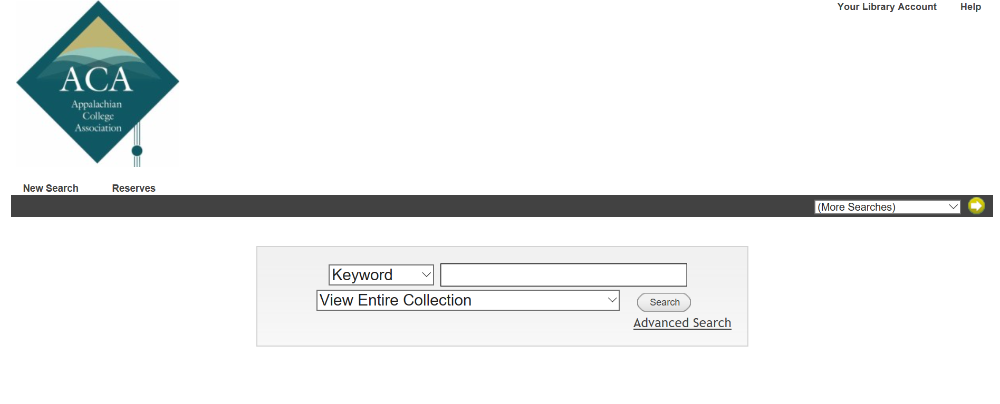 Your Library Account Help
ACA
Appalachian
College
Association
New Search Reserves
(More Searches)
Keyword
View Entire Collection Search
Advanced Search